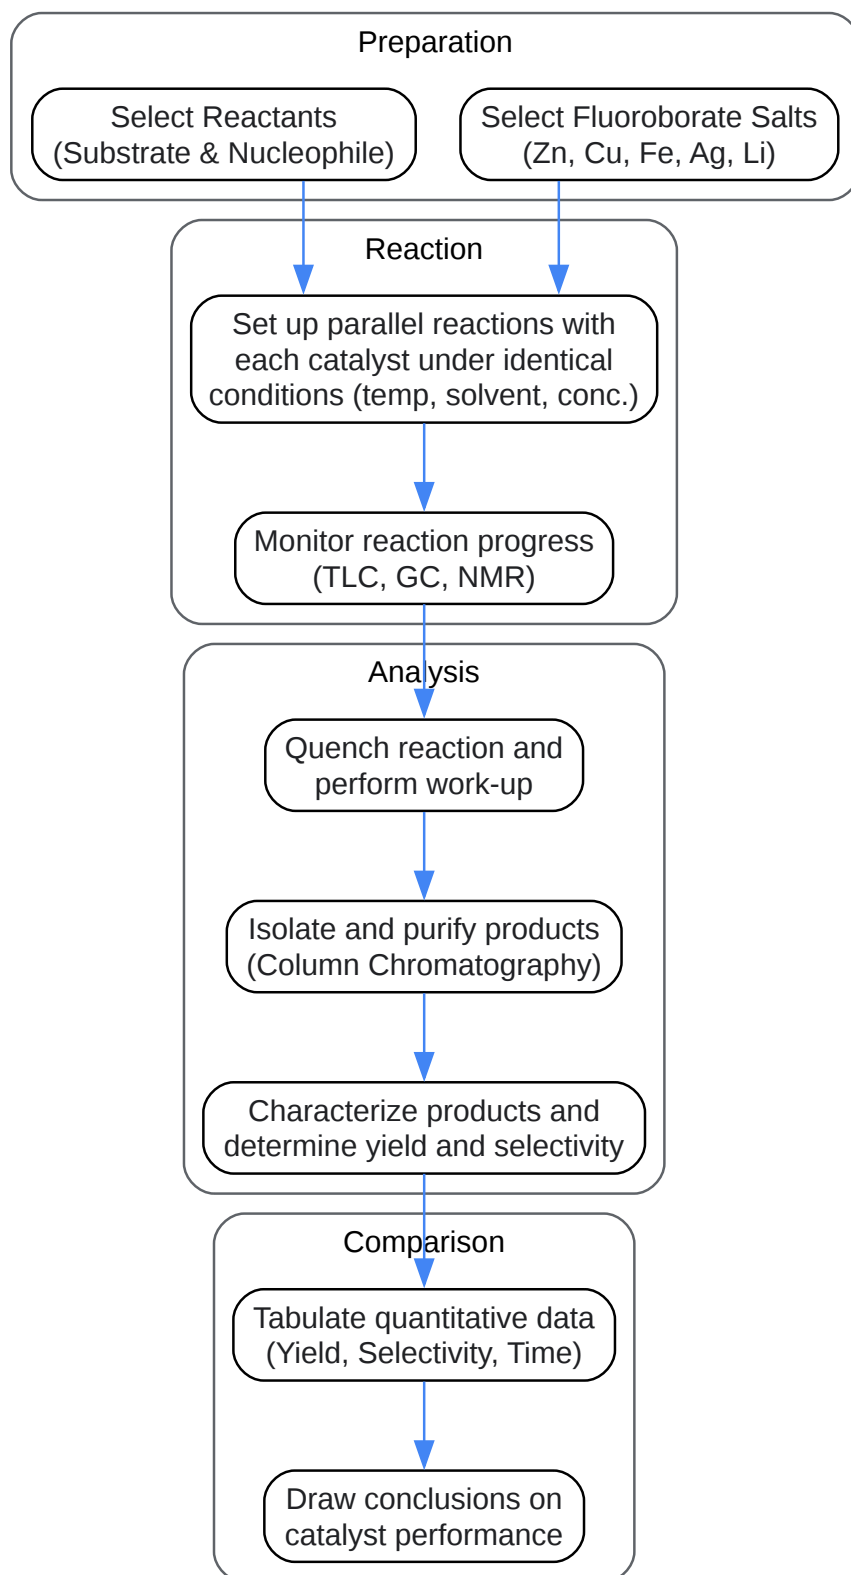 Preparation
Select Reactants
(Substrate & Nucleophile)
Select Fluoroborate Salts
(Zn, Cu, Fe, Ag, Li)
Reaction
Set up parallel reactions with
each catalyst under identical
conditions (temp, solvent, conc.)
Monitor reaction progress
(TLC, GC, NMR)
Analysis
Quench reaction and
perform work-up
Isolate and purify products
(Column Chromatography)
Characterize products and
determine yield and selectivity
Comparison
Tabulate quantitative data
(Yield, Selectivity, Time)
Draw conclusions on
catalyst performance